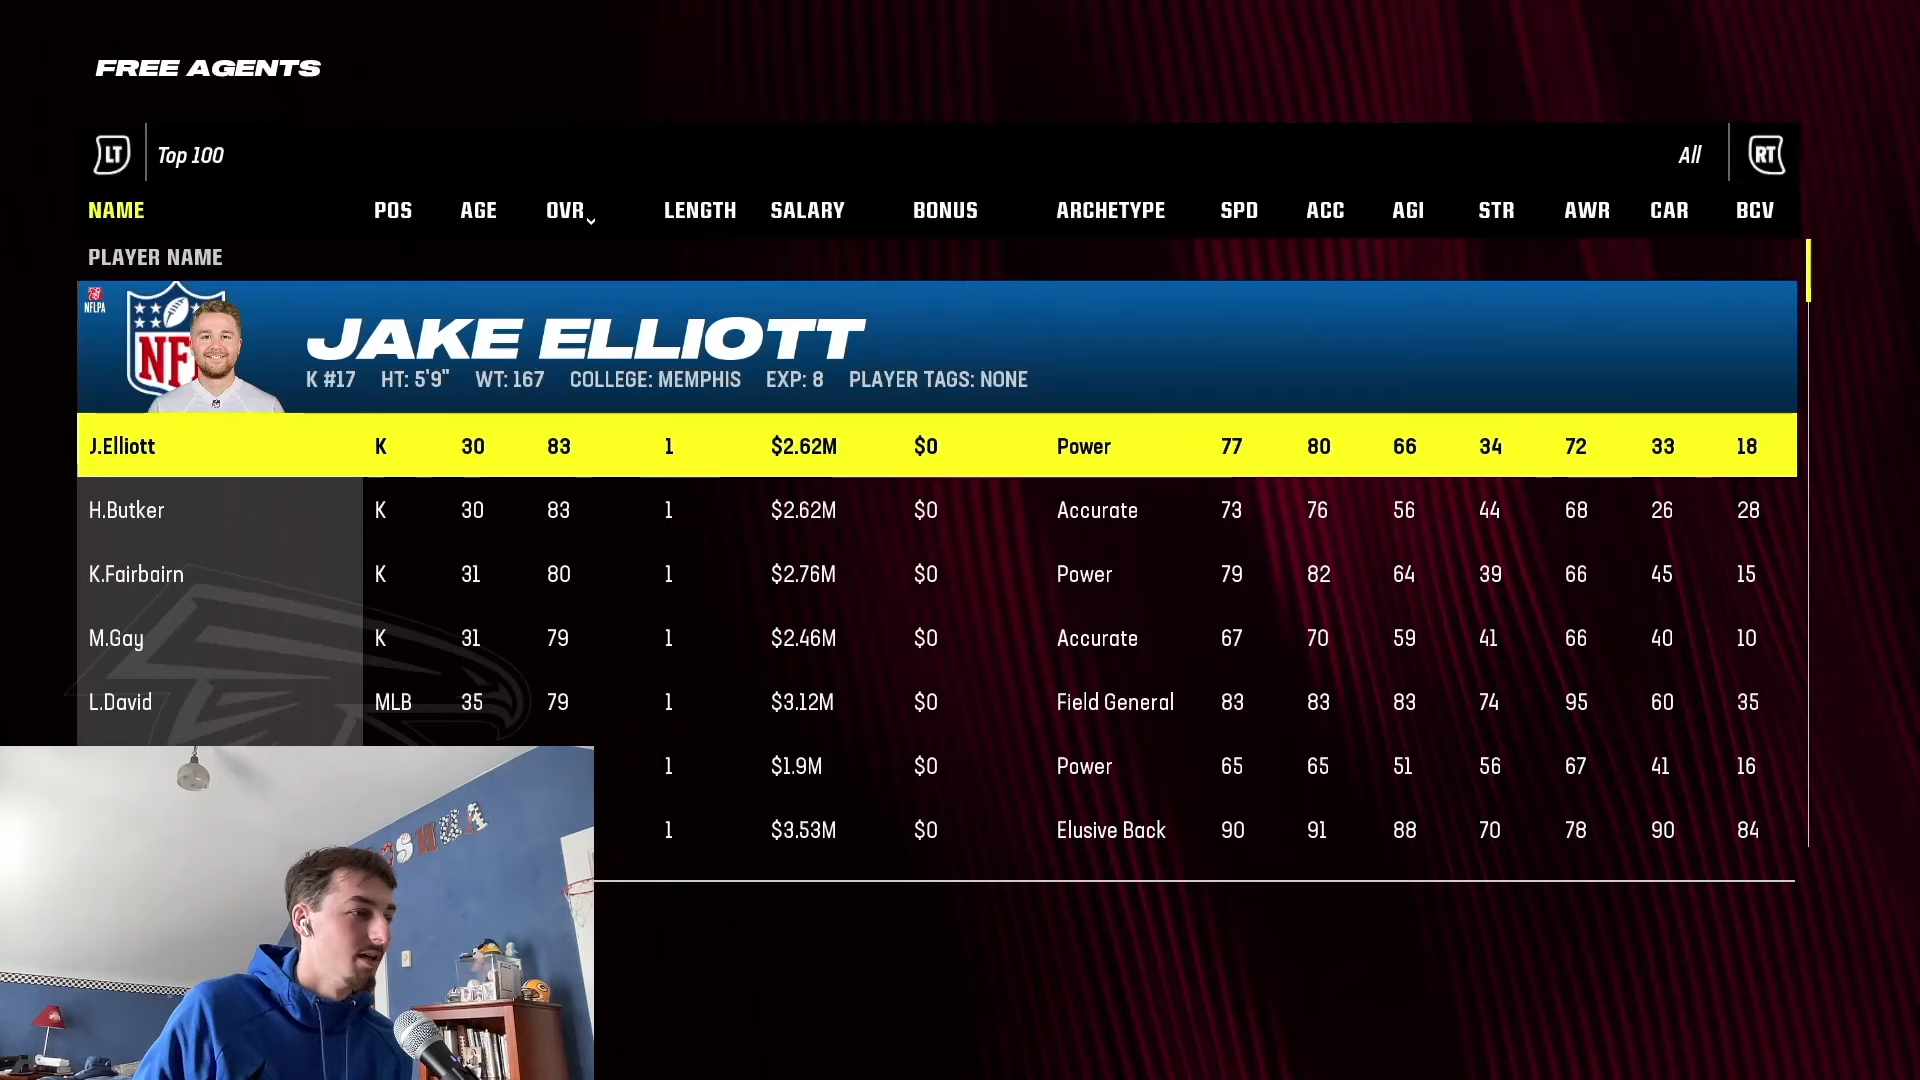 FREE AGENTS
LT Top 100 All RT
NAME POS AGE OVR LENGTH SALARY BONUS ARCHETYPE SPD ACC AGI STR AWR CAR BCV
PLAYER NAME
NFLPA
NF
JAKE ELLIOTT
K #17 HT: 5'9" WT: 167 COLLEGE: MEMPHIS EXP: 8 PLAYER TAGS: NONE
J.Elliott K 30 83 1 $2.62M $0 Power 77 80 66 34 72 33 18
H.Butker K 30 83 1 $2.62M $0 Accurate 73 76 56 44 68 26 28
K.Fairbairn K 31 80 1 $2.76M $0 Power 79 82 64 39 66 45 15
M.Gay K 31 79 1 $2.46M $0 Accurate 67 70 59 41 66 40 10
L.David MLB 35 79 1 $3.12M $0 Field General 83 83 83 74 95 60 35
1 $1.9M $0 Power 65 65 51 56 67 41 16
1 $3.53M $0 Elusive Back 90 91 88 70 78 90 84